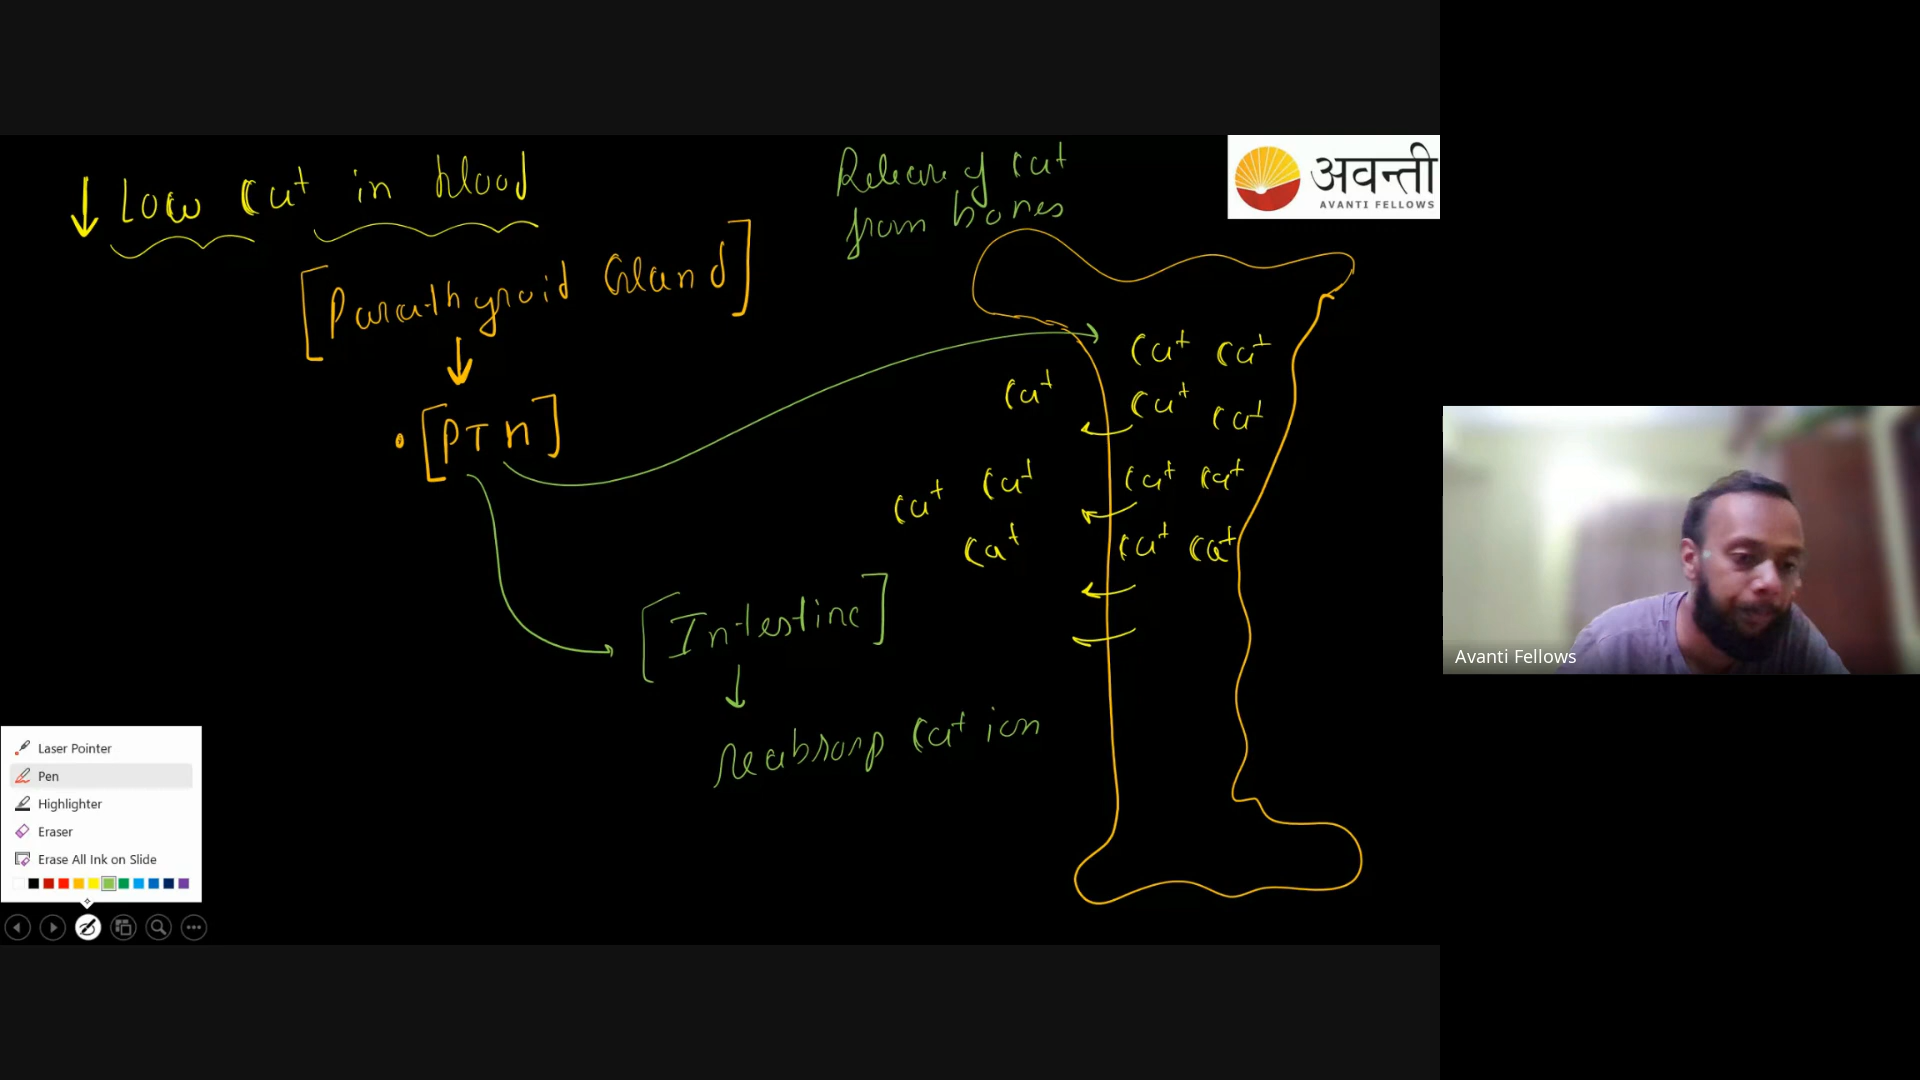 ↓ Low Ca+ in blood
[Parathyroid Gland]
↓
• [PTH]
Release of Ca+
from bones
अवन्ती
AVANTI FELLOWS
Ca+ Ca+
Ca+ Ca+ Ca+
Ca+ Ca+ Ca+ Ca+
Ca+ Ca+ Ca+
[Intestine]
↓
Reabsorp Ca+ ion
Avanti Fellows
Laser Pointer
Pen
Highlighter
Eraser
Erase All Ink on Slide